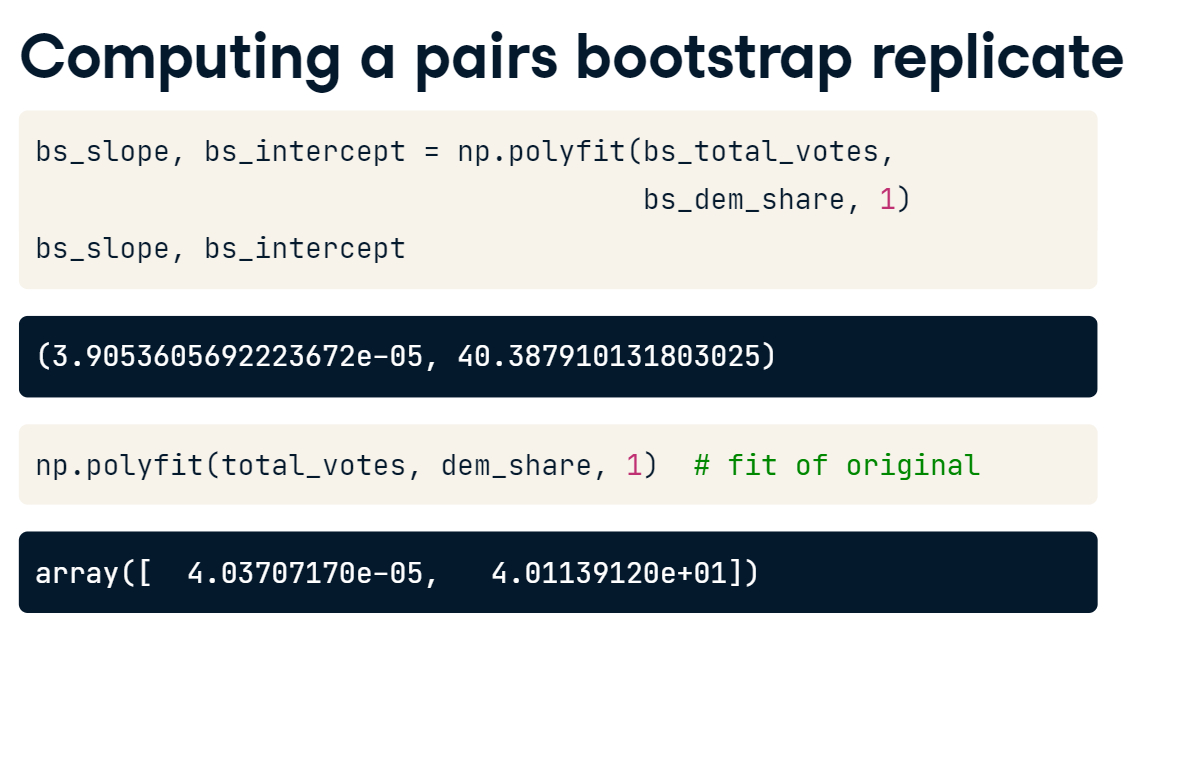 Computing a pairs bootstrap replicate
bs_slope, bs_intercept = np.polyfit(bs_total_votes,
                                    bs_dem_share, 1)
bs_slope, bs_intercept
(3.9053605692223672e-05, 40.387910131803025)
np.polyfit(total_votes, dem_share, 1)  # fit of original
array([  4.03707170e-05,   4.01139120e+01])